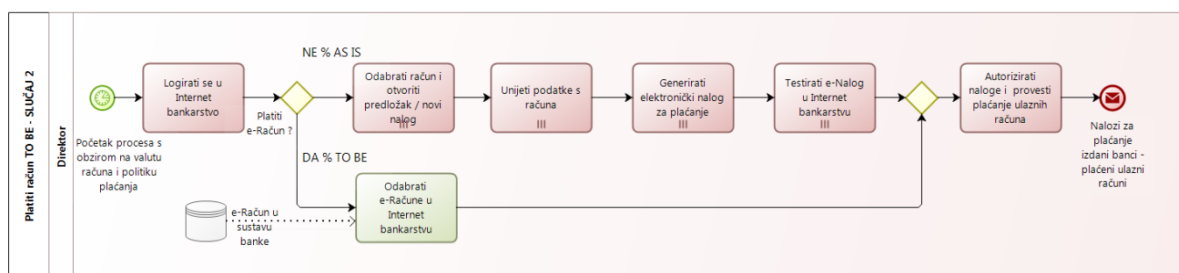 Platiti račun TO BE - SLUČAJ 2
Direktor
Početak procesa s
obzirom na valutu
računa i politiku
plaćanja
Logirati se u
Internet
bankarstvo
Platiti
e-Račun ?
NE % AS IS
Odabrati račun i
otvoriti
predložak / novi
nalog
Unijeti podatke s
računa
Generirati
elektronički nalog
za plaćanje
Testirati e-Nalog
u Internet
bankarstvu
Autorizirati
naloge i provesti
plaćanje ulaznih
računa
Nalozi za
plaćanje
izdani banci -
plaćeni ulazni
računi
DA % TO BE
Odabrati
e-Račune u
Internet
bankarstvu
e-Račun u
sustavu
banke